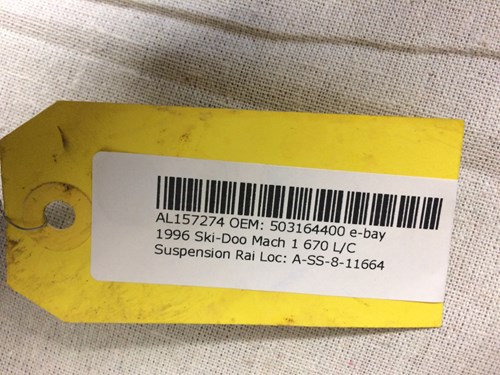 AL157274 OEM: 503164400 e-bay
1996 Ski-Doo Mach 1 670 L/C
Suspension Rai Loc: A-SS-8-11664